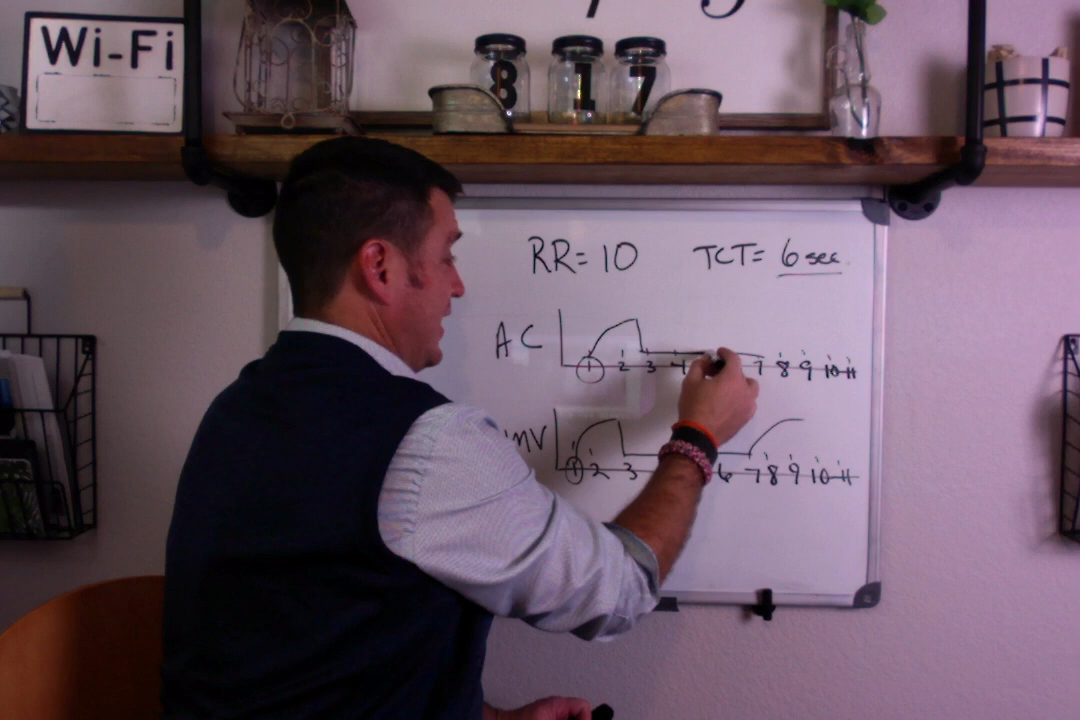 Wi-Fi
8 1 7
RR= 10 TCT= 6 sec.
AC
1 2 3 4 7 8 9 10 11
MV
1 2 3 6 7 8 9 10 11